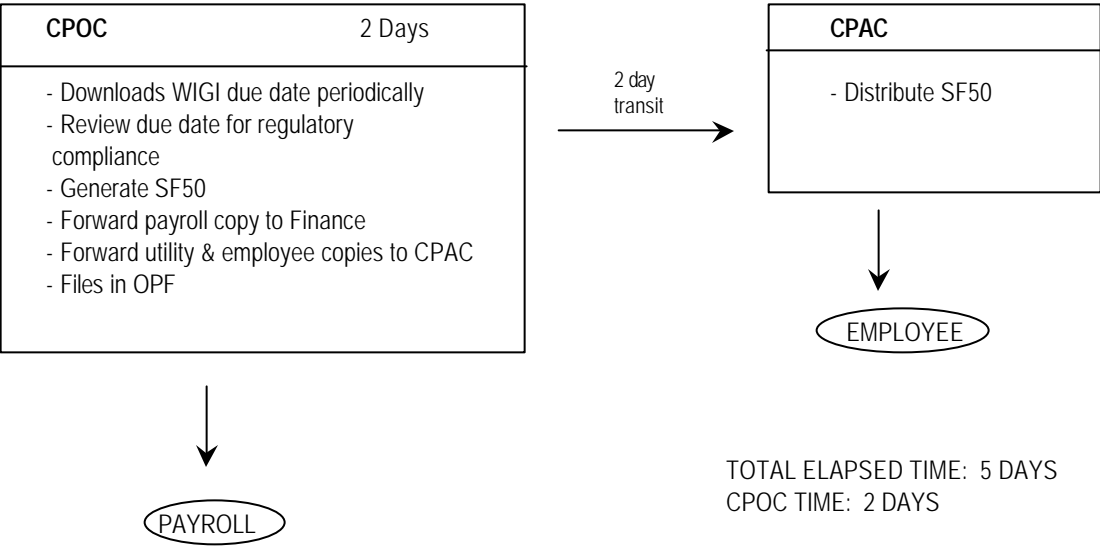 CPOC 2 Days
- Downloads WIGI due date periodically
- Review due date for regulatory
compliance
- Generate SF50
- Forward payroll copy to Finance
- Forward utility & employee copies to CPAC
- Files in OPF
2 day
transit
CPAC
- Distribute SF50
EMPLOYEE
PAYROLL
TOTAL ELAPSED TIME: 5 DAYS
CPOC TIME: 2 DAYS